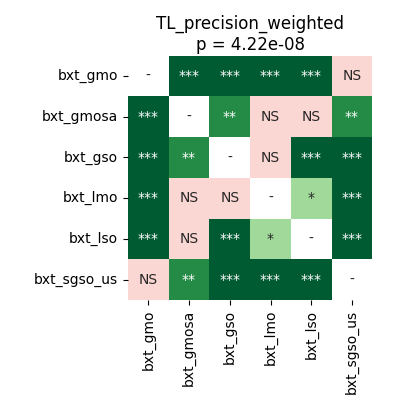 TL_precision_weighted
p = 4.22e-08
bxt_gmo - *** *** *** *** NS
bxt_gmosa *** - ** NS NS **
bxt_gso *** ** - NS *** ***
bxt_lmo *** NS NS - * ***
bxt_lso *** NS *** * - ***
bxt_sgso_us NS ** *** *** *** -
bxt_gmo
bxt_gmosa
bxt_gso
bxt_lmo
bxt_lso
bxt_sgso_us